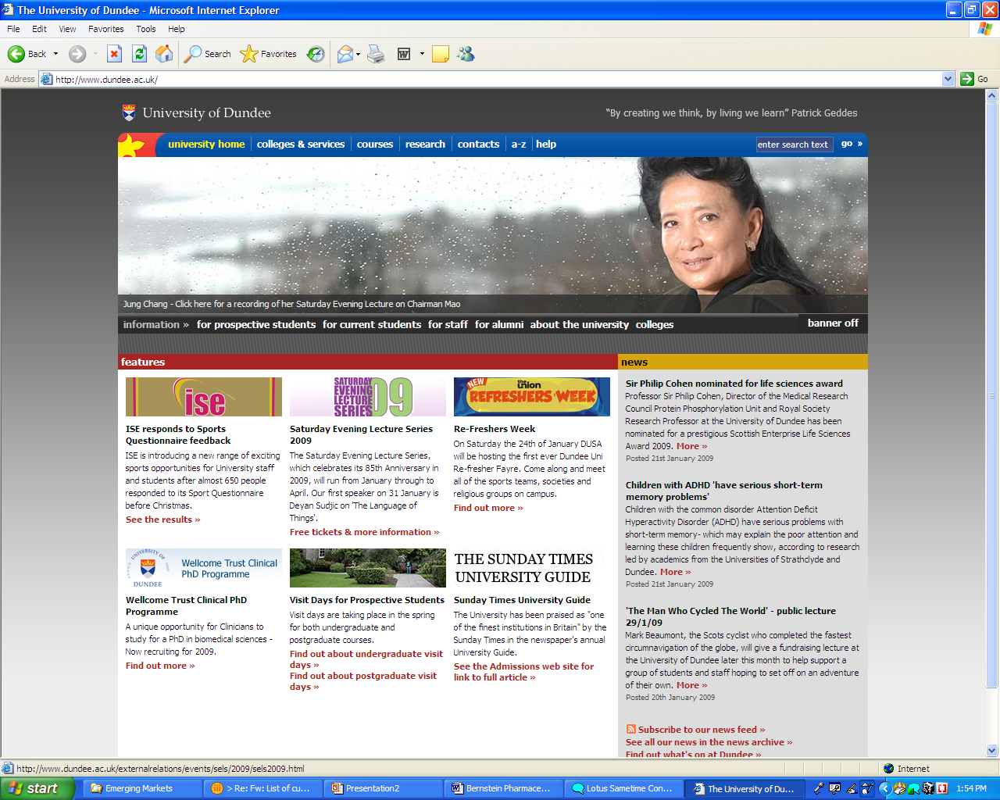 The University of Dundee - Microsoft Internet Explorer
File Edit View Favorites Tools Help
Back Search Favorites
Address http://www.dundee.ac.uk/ Go
University of Dundee
“By creating we think, by living we learn” Patrick Geddes
university home colleges & services courses research contacts a-z help
enter search text go »
Jung Chang - Click here for a recording of her Saturday Evening Lecture on Chairman Mao
information » for prospective students for current students for staff for alumni about the university colleges
banner off
features
ise
ISE responds to Sports
Questionnaire feedback
ISE is introducing a new range of exciting
sports opportunities for University staff
and students after almost 650 people
responded to its Sport Questionnaire
before Christmas.
See the results »
SATURDAY
EVENING
LECTURE
SERIES
09
Saturday Evening Lecture Series
2009
The Saturday Evening Lecture Series,
which celebrates its 85th Anniversary in
2009, will run from January through to
April. Our first speaker on 31 January is
Deyan Sudjic on 'The Language of
Things'.
Free tickets & more information »
NEW
the union
REFRESHERS' WEEK
Re-Freshers Week
On Saturday the 24th of January DUSA
will be hosting the first ever Dundee Uni
Re-fresher Fayre. Come along and meet
all of the sports teams, societies and
religious groups on campus.
Find out more »
UNIVERSITY OF
DUNDEE
Wellcome Trust Clinical
PhD Programme
Wellcome Trust Clinical PhD
Programme
A unique opportunity for Clinicians to
study for a PhD in biomedical sciences -
Now recruiting for 2009.
Find out more »
Visit Days for Prospective Students
Visit days are taking place in the spring
for both undergraduate and
postgraduate courses.
Find out about undergraduate visit
days »
Find out about postgraduate visit
days »
THE SUNDAY TIMES
UNIVERSITY GUIDE
Sunday Times University Guide
The University has been praised as "one
of the finest institutions in Britain" by the
Sunday Times in the newspaper's annual
University Guide.
See the Admissions web site for
link to full article »
news
Sir Philip Cohen nominated for life sciences award
Professor Sir Philip Cohen, Director of the Medical Research
Council Protein Phosphorylation Unit and Royal Society
Research Professor at the University of Dundee has been
nominated for a prestigious Scottish Enterprise Life Sciences
Award 2009. More »
Posted 21st January 2009
Children with ADHD 'have serious short-term
memory problems'
Children with the common disorder Attention Deficit
Hyperactivity Disorder (ADHD) have serious problems with
short-term memory- which may explain the poor attention and
learning these children frequently show, according to research
led by academics from the Universities of Strathclyde and
Dundee. More »
Posted 21st January 2009
'The Man Who Cycled The World' - public lecture
29/1/09
Mark Beaumont, the Scots cyclist who completed the fastest
circumnavigation of the globe, will give a fundraising lecture at
the University of Dundee later this month to help support a
group of students and staff hoping to set off on an adventure
of their own. More »
Posted 20th January 2009
Subscribe to our news feed »
See all our news in the news archive »
Find out what's on at Dundee »
http://www.dundee.ac.uk/externalrelations/events/sels/2009/sels2009.html
Internet
start Emerging Markets > Re: Fw: List of cu... Presentation2 Bernstein Pharmace... Lotus Sametime Con... The University of Du... 1:54 PM